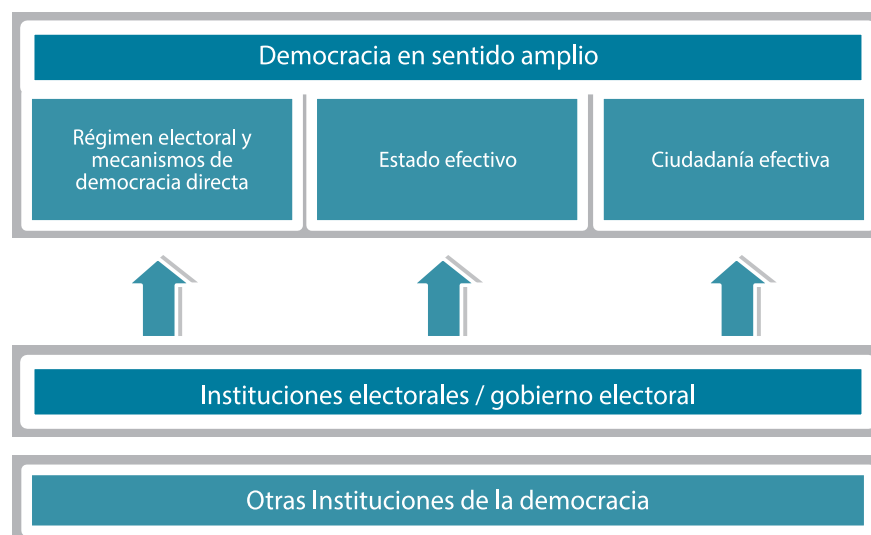 Democracia en sentido amplio
Régimen electoral y
mecanismos de
democracia directa
Estado efectivo
Ciudadanía efectiva
Instituciones electorales / gobierno electoral
Otras Instituciones de la democracia